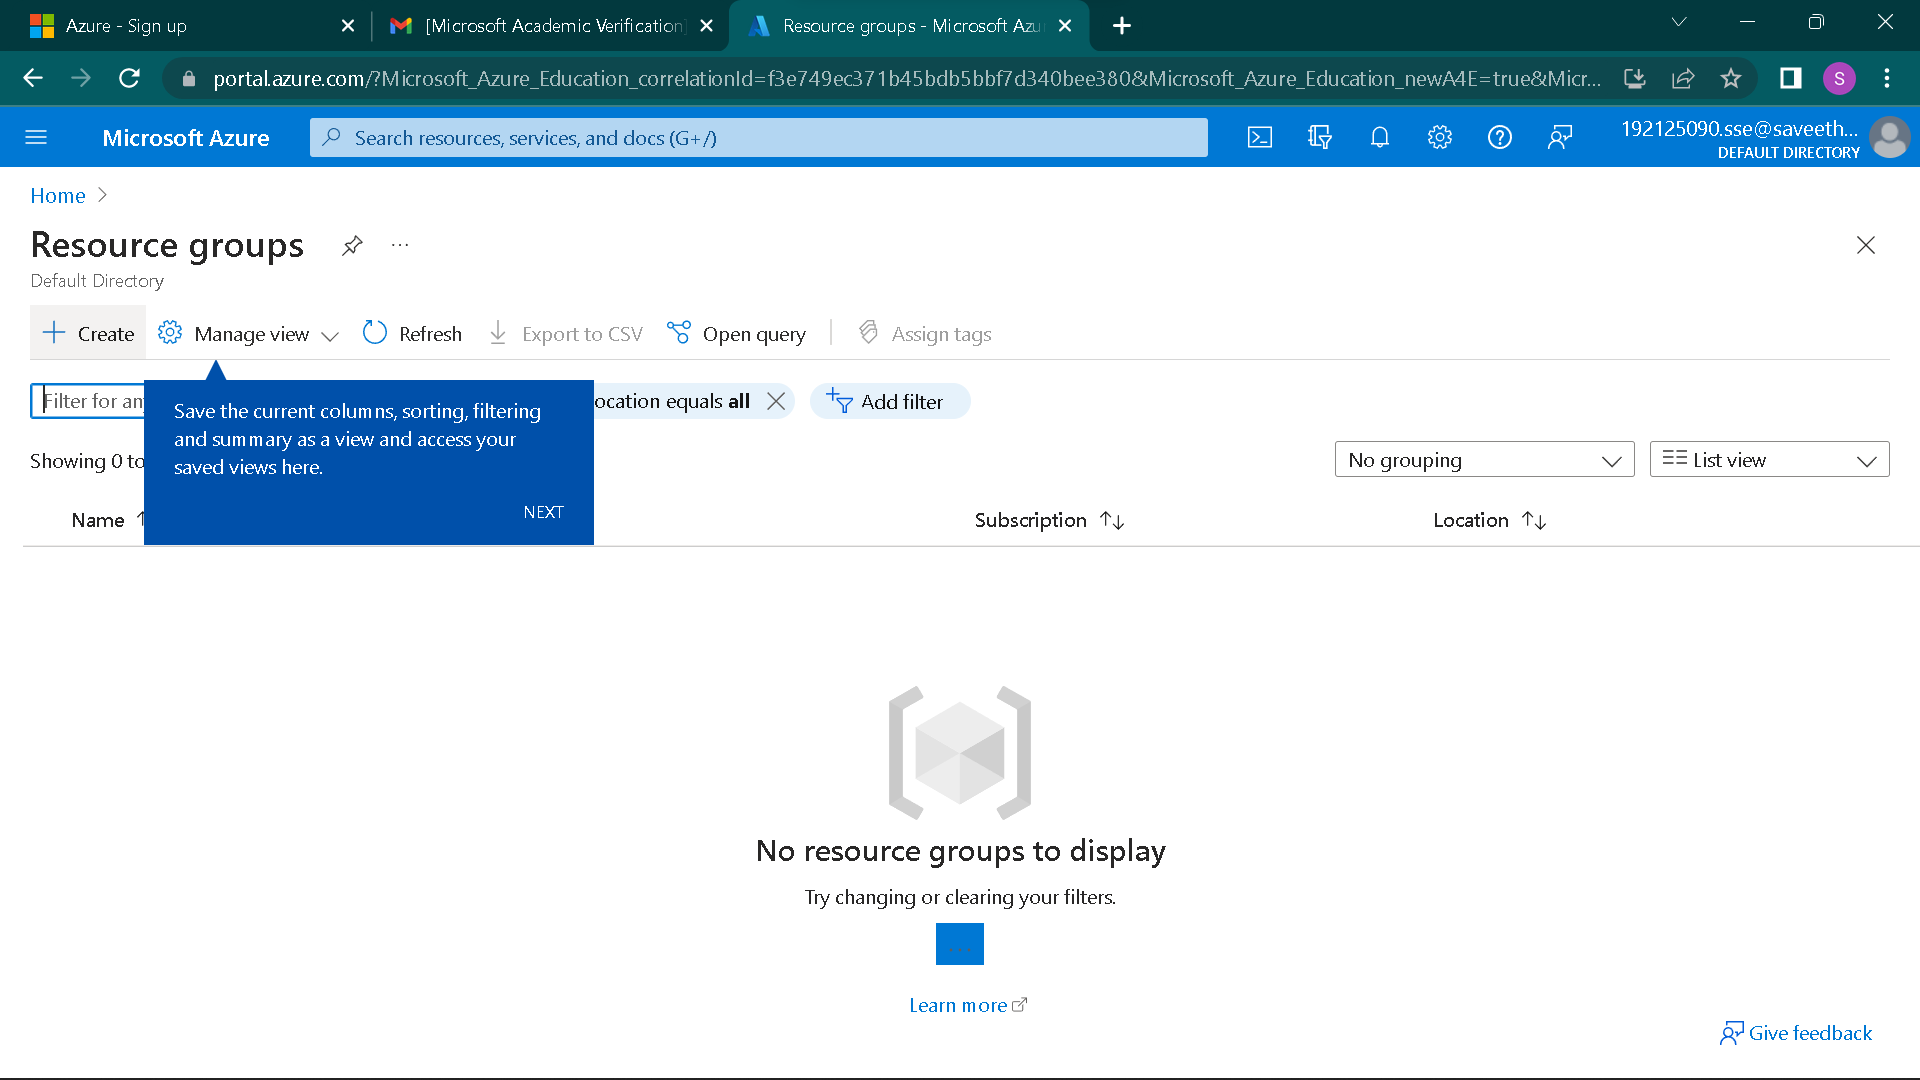 Azure - Sign up
[Microsoft Academic Verification]
Resource groups - Microsoft Azu
portal.azure.com/?Microsoft_Azure_Education_correlationId=f3e749ec371b45bdb5bbf7d340bee380&Microsoft_Azure_Education_newA4E=true&Micr...
S
Microsoft Azure
Search resources, services, and docs (G+/)
192125090.sse@saveeth...
DEFAULT DIRECTORY
Home
Resource groups
...
Default Directory
Create
Manage view
Refresh
Export to CSV
Open query
Assign tags
Filter for any
ocation equals all
Add filter
Save the current columns, sorting, filtering
and summary as a view and access your
saved views here.
NEXT
Showing 0 to
No grouping
List view
Name
Subscription
Location
No resource groups to display
Try changing or clearing your filters.
...
Learn more
Give feedback